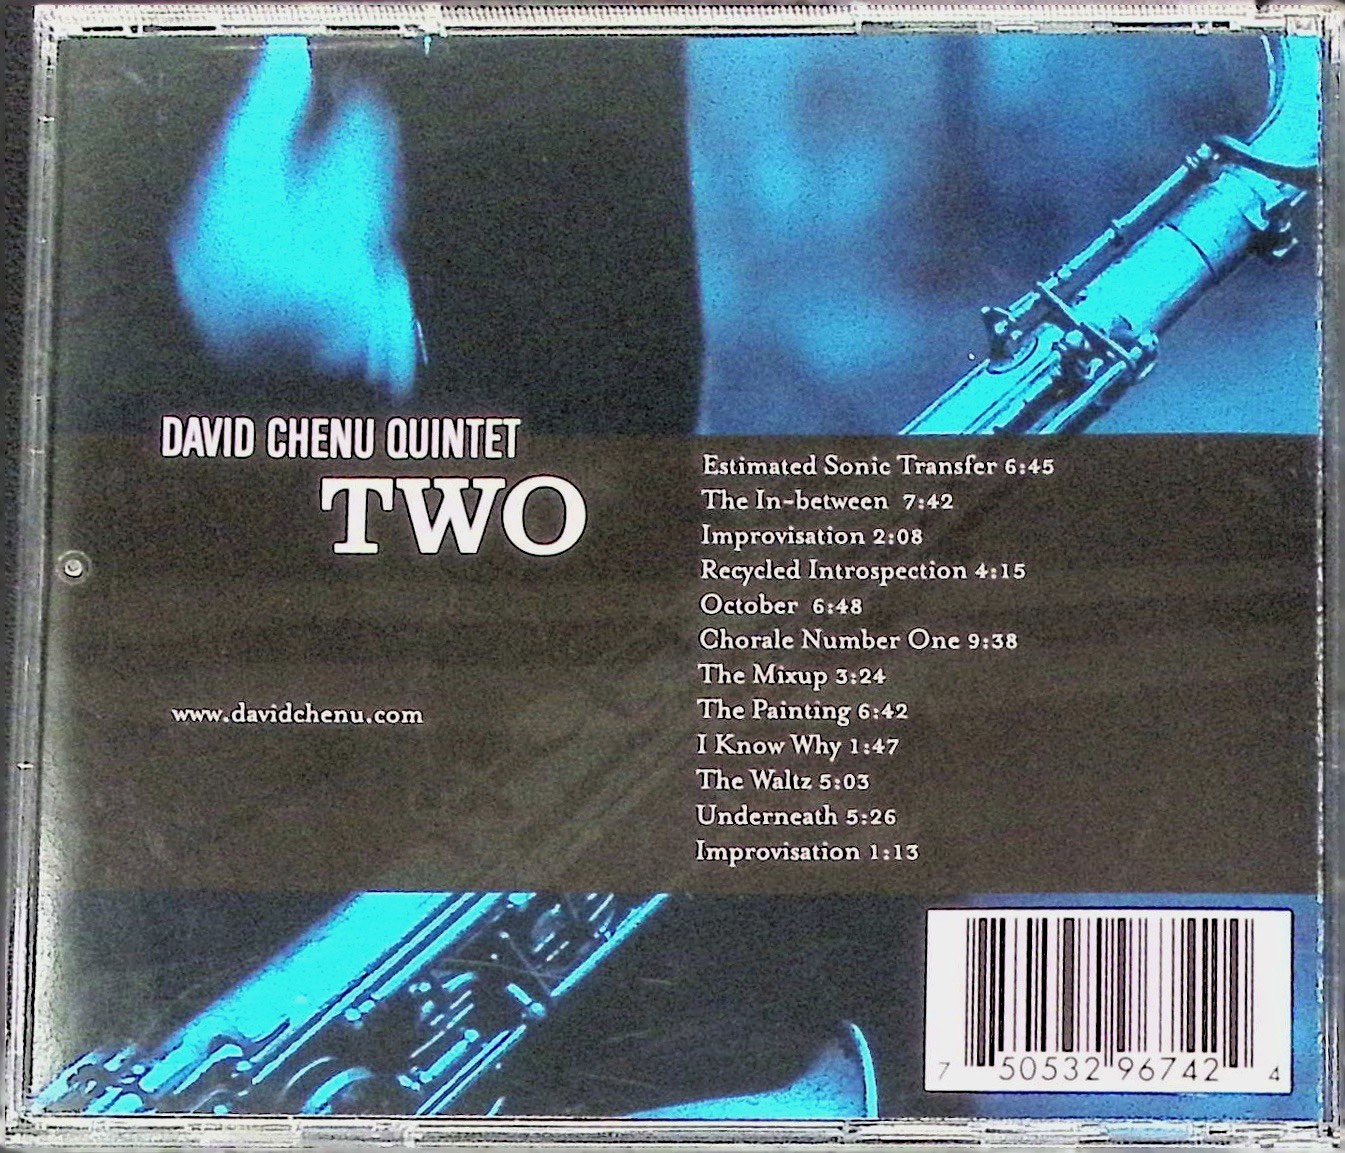 DAVID CHENU QUINTET
TWO
www.davidchenu.com
Estimated Sonic Transfer 6:45
The In-between 7:42
Improvisation 2:08
Recycled Introspection 4:15
October 6:48
Chorale Number One 9:38
The Mixup 3:24
The Painting 6:42
I Know Why 1:47
The Waltz 5:03
Underneath 5:26
Improvisation 1:13
7 50532 96742 4